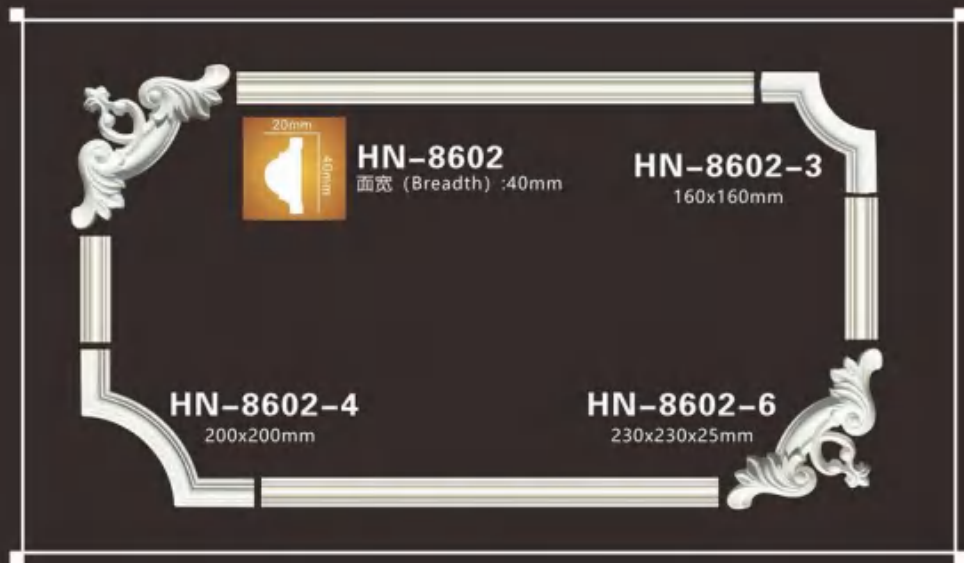 20mm
40mm
HN-8602
面宽 (Breadth) :40mm
HN-8602-3
160x160mm
HN-8602-4
200x200mm
HN-8602-6
230x230x25mm